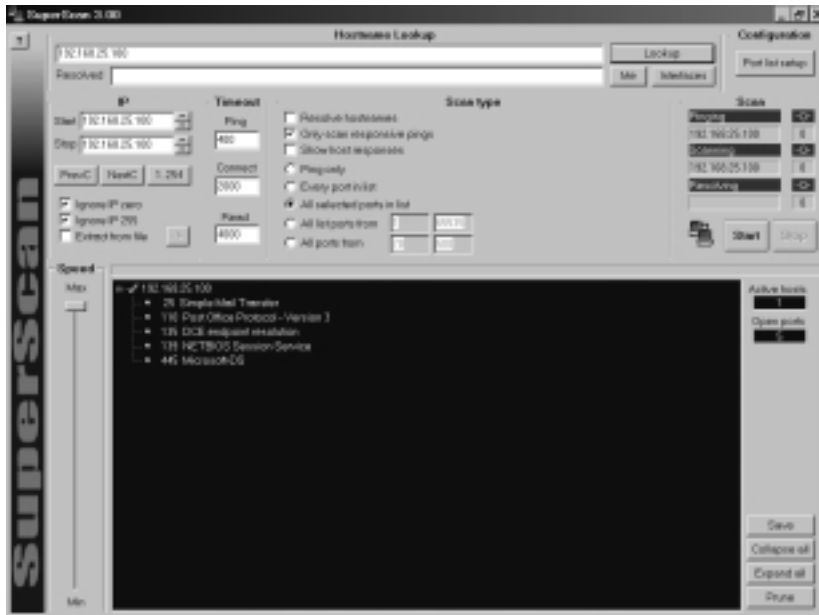 SuperScan 3.00
Hostname Lookup
Configuration
192.168.25.100
Lookup
Port list setup
Resolved
Me
Interfaces
IP
Timeout
Scan type
Scan
Start 192.168.25.100
Stop 192.168.25.100
PrevC
NextC
1..254
Ignore IP zero
Ignore IP 255
Extract from file
Ping
400
Connect
2000
Read
4000
Resolve hostnames
Only scan responsive pings
Show host responses
Ping only
Every port in list
All selected ports in list
All list ports from
All ports from
Pinging
192.168.25.100
0
Scanning
192.168.25.100
0
Resolving
0
Start
Stop
Speed
Max
Min
192.168.25.100
25 Simple Mail Transfer
110 Post Office Protocol - Version 3
135 DCE endpoint resolution
139 NETBIOS Session Service
445 Microsoft-DS
Active hosts
1
Open ports
5
Save
Collapse all
Expand all
Prune
SuperScan